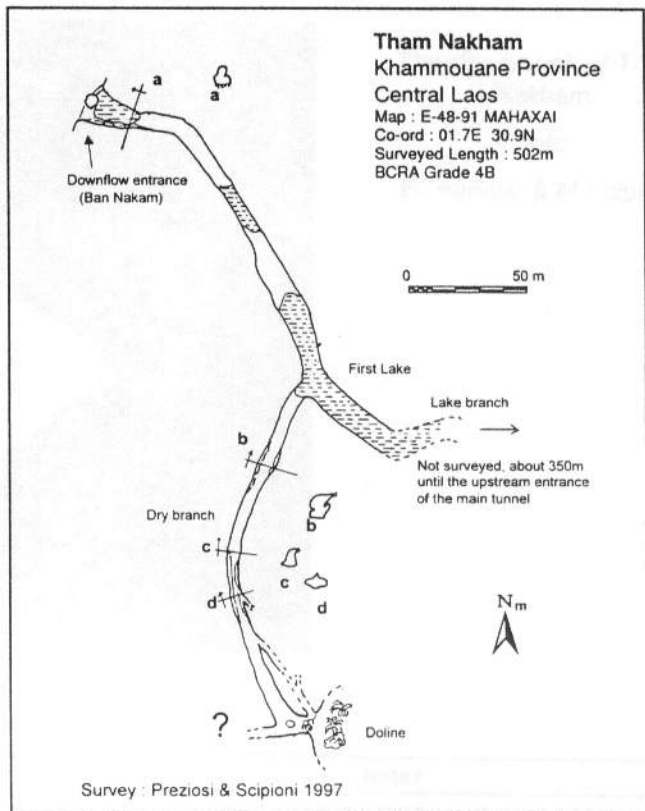 Tham Nakham
Khammouane Province
Central Laos
Map : E-48-91 MAHAXAI
Co-ord : 01.7E 30.9N
Surveyed Length : 502m
BCRA Grade 4B
a
a
Downflow entrance
(Ban Nakam)
0 50 m
First Lake
Lake branch
Not surveyed, about 350m
until the upstream entrance
of the main tunnel
b
b
Dry branch
c
c
d
d
Nm
?
Doline
Survey : Preziosi & Scipioni 1997